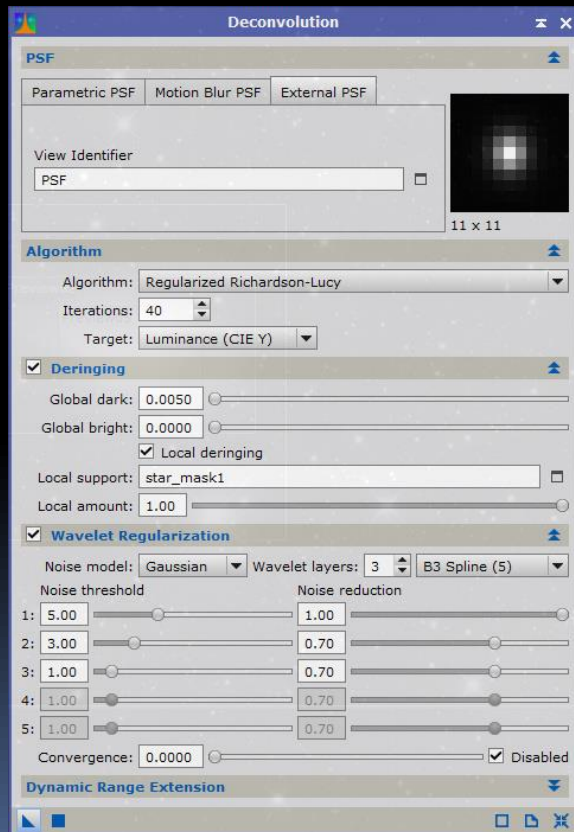 Deconvolution
PSF
Parametric PSF Motion Blur PSF External PSF
View Identifier
PSF
11 x 11
Algorithm
Algorithm: Regularized Richardson-Lucy
Iterations: 40
Target: Luminance (CIE Y)
Deringing
Global dark: 0.0050
Global bright: 0.0000
Local deringing
Local support: star_mask1
Local amount: 1.00
Wavelet Regularization
Noise model: Gaussian Wavelet layers: 3 B3 Spline (5)
Noise threshold Noise reduction
1: 5.00 1.00
2: 3.00 0.70
3: 1.00 0.70
4: 1.00 0.70
5: 1.00 0.70
Convergence: 0.0000 Disabled
Dynamic Range Extension